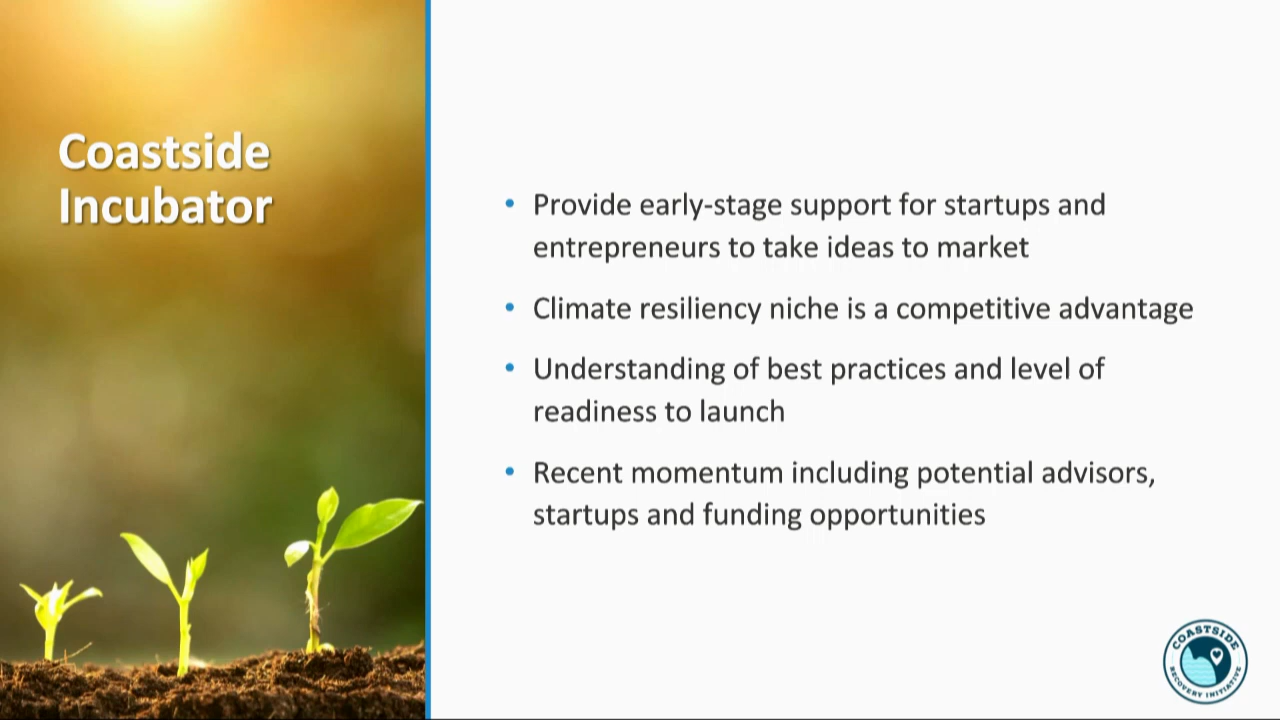 Coastside
Incubator
• Provide early-stage support for startups and
entrepreneurs to take ideas to market
• Climate resiliency niche is a competitive advantage
• Understanding of best practices and level of
readiness to launch
• Recent momentum including potential advisors,
startups and funding opportunities
COASTSIDE
RECOVERY INITIATIVE